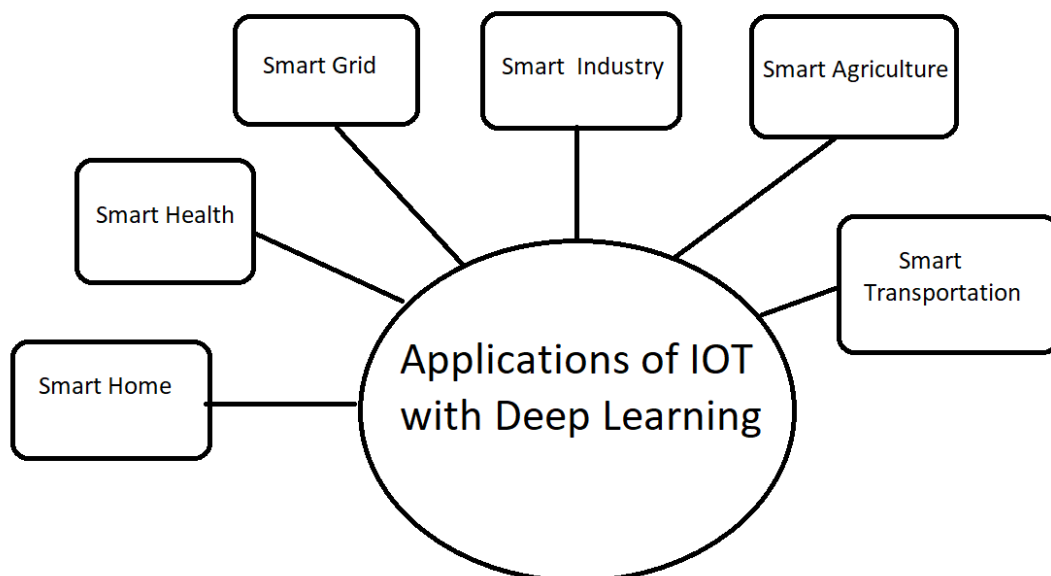 Smart Grid
Smart  Industry
Smart Agriculture
Smart Health
Smart
Transportation
Smart Home
Applications of IOT
with Deep Learning